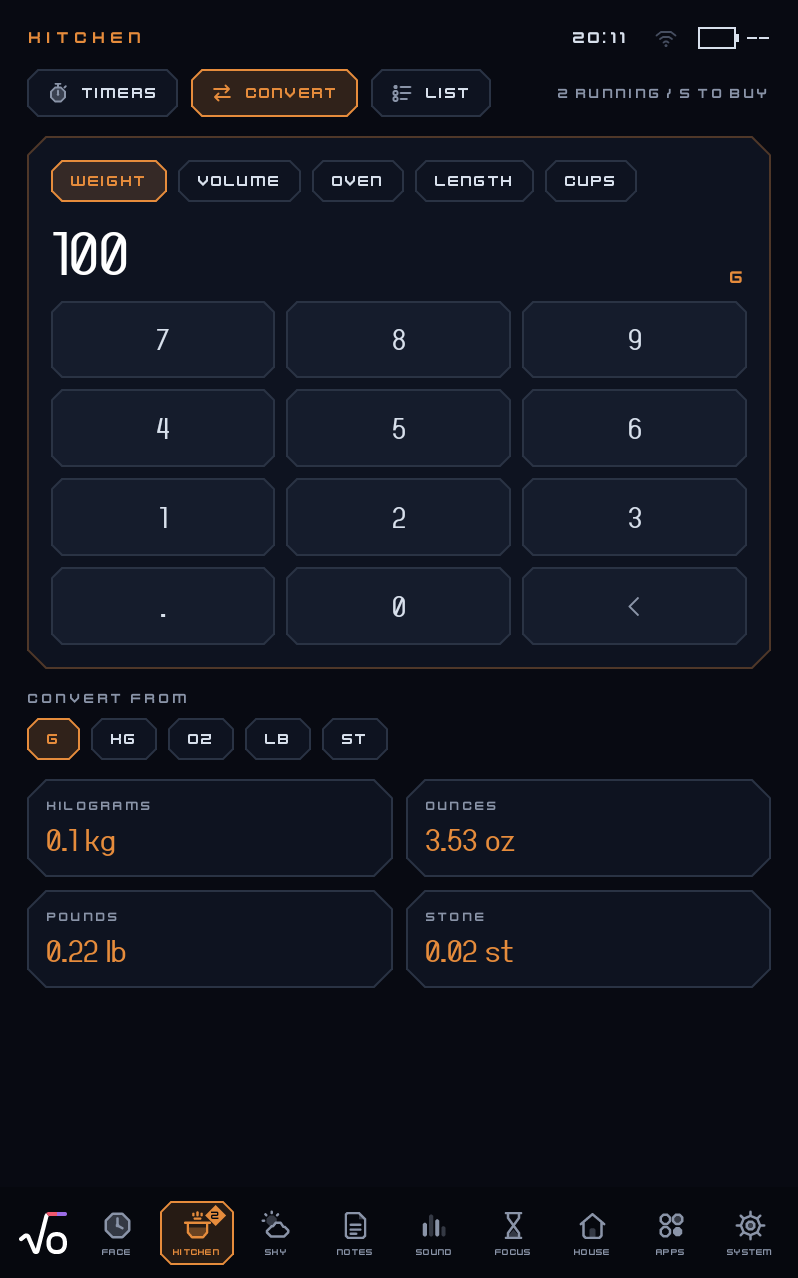 KITCHEN 20:11 --
TIMERS CONVERT LIST 2 RUNNING / 5 TO BUY
WEIGHT VOLUME OVEN LENGTH CUPS
100 G
7 8 9
4 5 6
1 2 3
. 0 <
CONVERT FROM
G KG OZ LB ST
KILOGRAMS OUNCES
0.1 kg 3.53 oz
POUNDS STONE
0.22 lb 0.02 st
√o 2
FACE KITCHEN SKY NOTES SOUND FOCUS HOUSE APPS SYSTEM